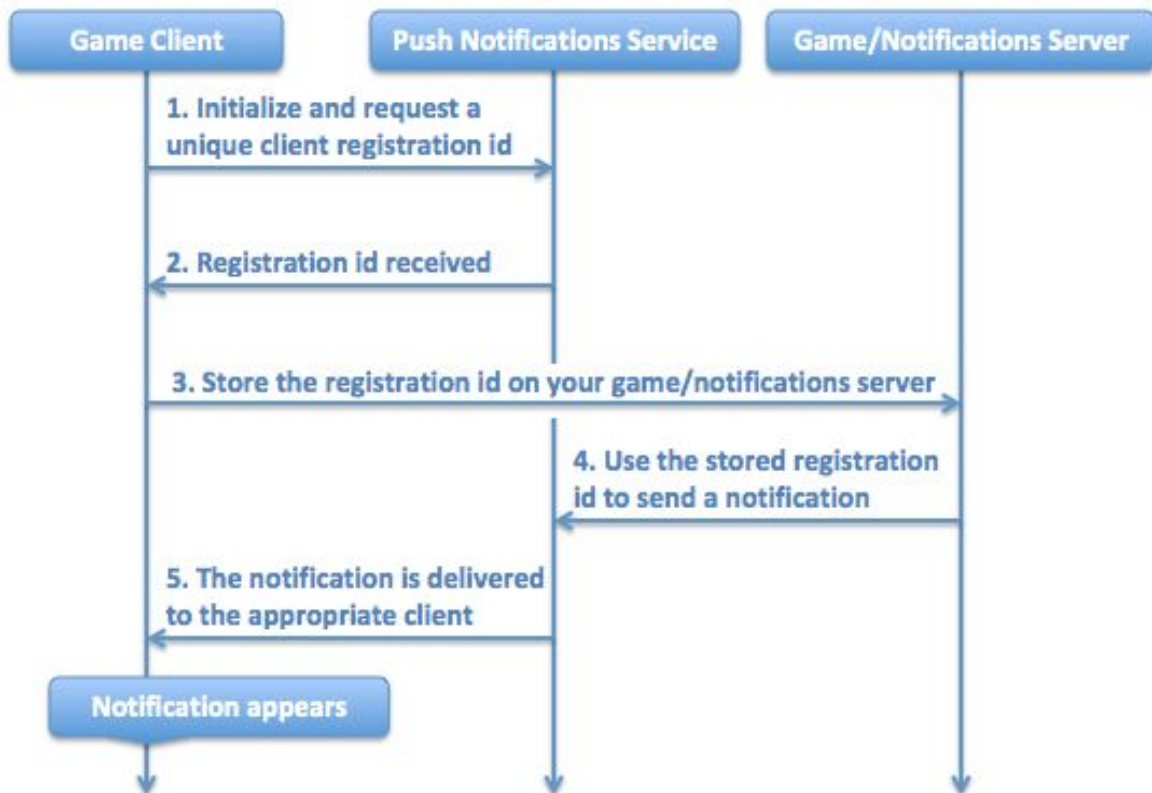 Game Client
Push Notifications Service
Game/Notifications Server
1. Initialize and request a
unique client registration id
2. Registration id received
3. Store the registration id on your game/notifications server
4. Use the stored registration
id to send a notification
5. The notification is delivered
to the appropriate client
Notification appears